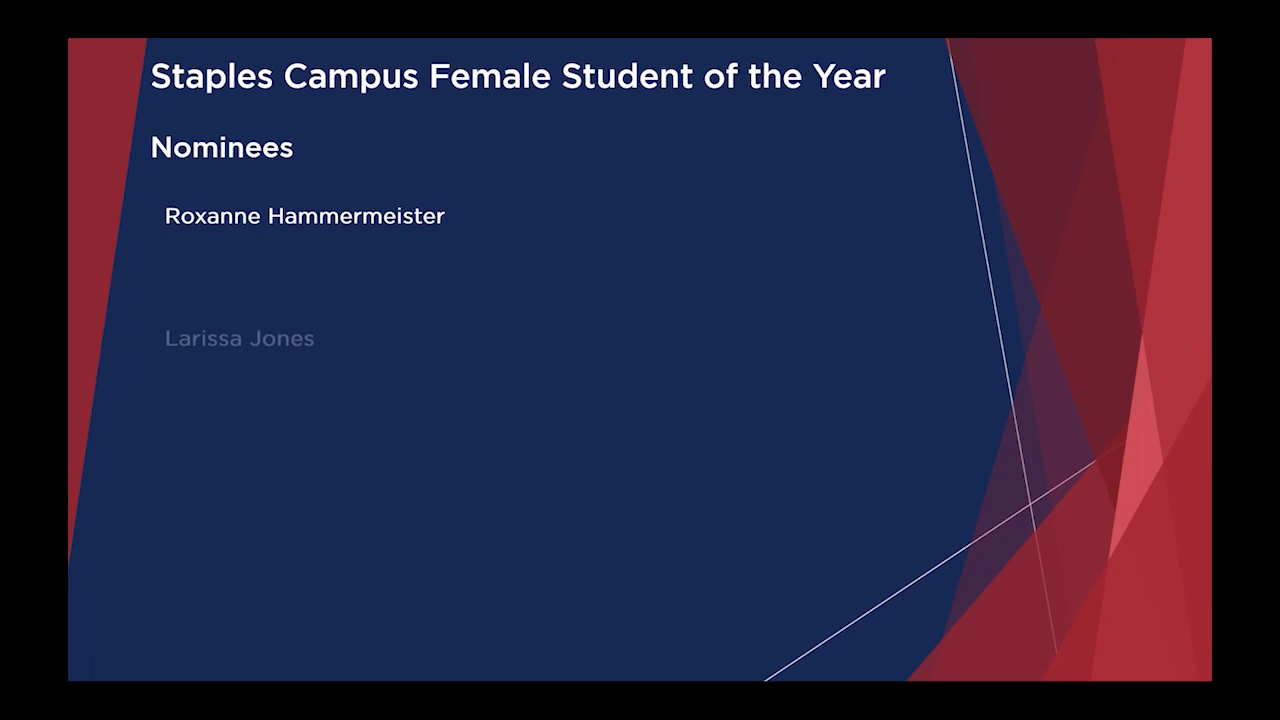 Staples Campus Female Student of the Year
Nominees
Roxanne Hammermeister
Larissa Jones